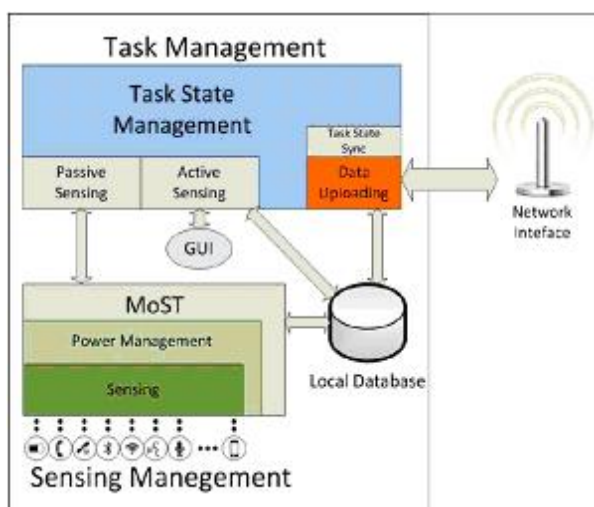 Task Management
Task State
Management
Task State
Sync
Passive
Sensing
Active
Sensing
Data
Uploading
GUI
Network
Inteface
MoST
Power Management
Sensing
Local Database
Sensing Manegement